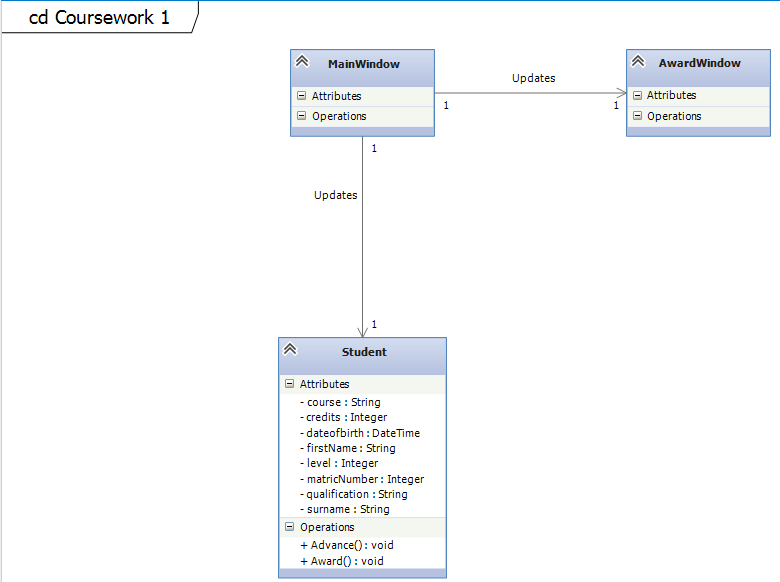 cd Coursework 1
MainWindow
Attributes
Operations
Updates
1
1
AwardWindow
Attributes
Operations
1
Updates
1
Student
Attributes
- course : String
- credits : Integer
- dateofbirth : DateTime
- firstName : String
- level : Integer
- matricNumber : Integer
- qualification : String
- surname : String
Operations
+ Advance() : void
+ Award() : void